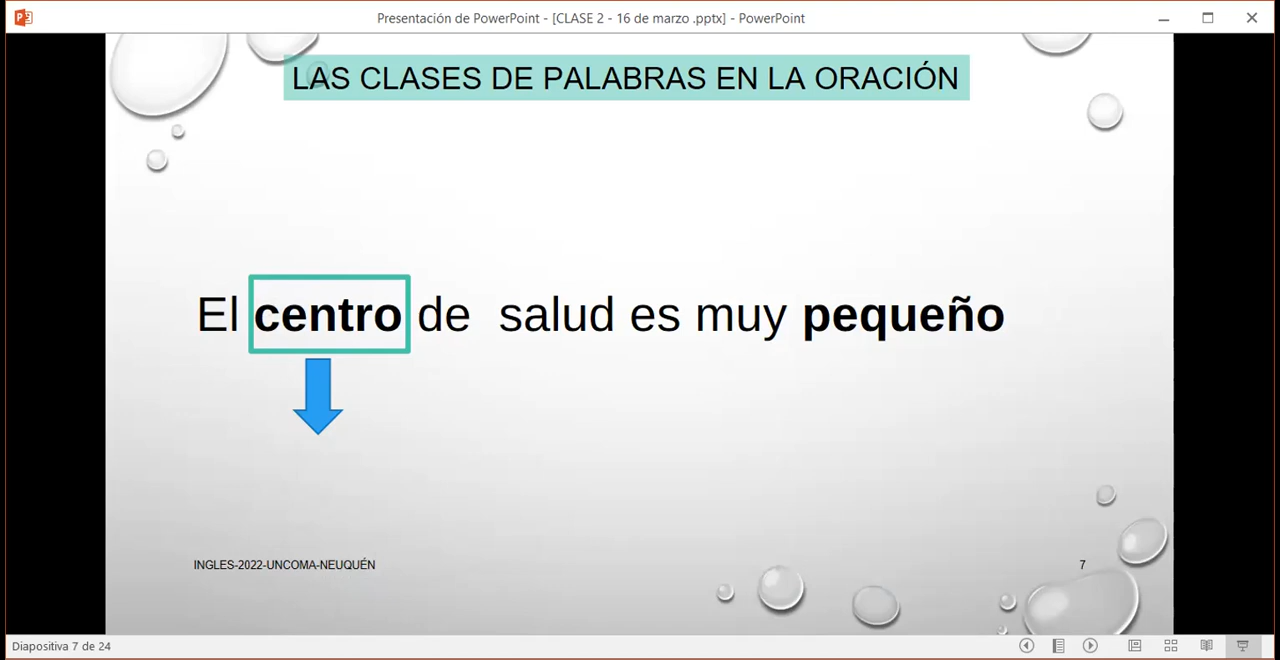 Presentación de PowerPoint - [CLASE 2 - 16 de marzo .pptx] - PowerPoint
LAS CLASES DE PALABRAS EN LA ORACIÓN
El centro de salud es muy pequeño
INGLES-2022-UNCOMA-NEUQUÉN
7
Diapositiva 7 de 24